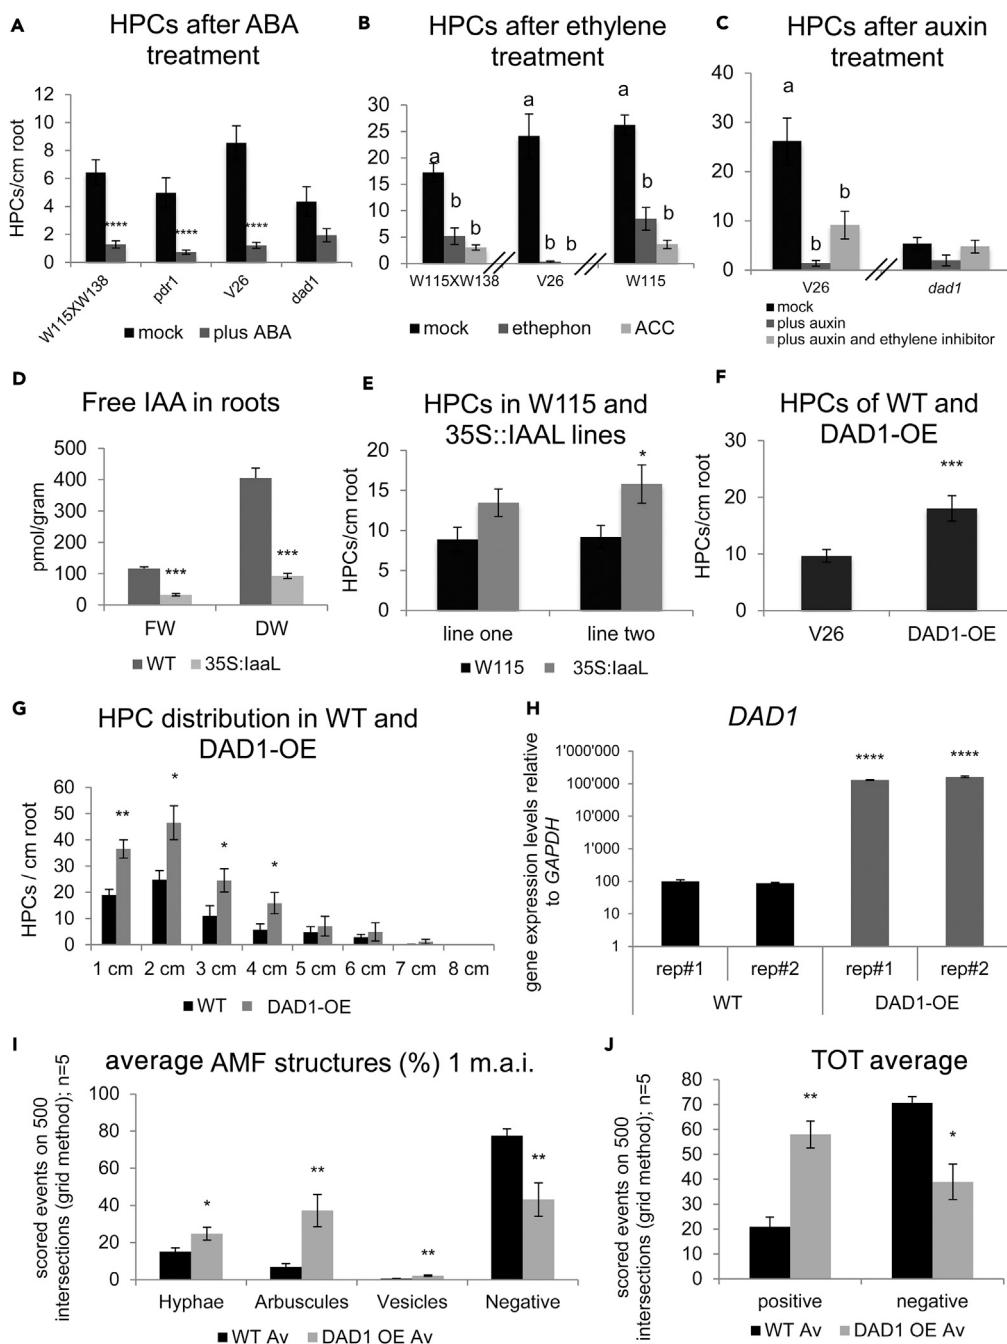 A
HPCs after ABA
treatment
HPCs/cm root
12
10
8
6
4
2
0
****
****
****
W115XW138
pdr1
V26
dad1
mock
plus ABA
B
HPCs after ethylene
treatment
30
25
20
15
10
5
0
a
b
b
a
b
b
a
b
b
W115XW138
V26
W115
mock
ethephon
ACC
C
HPCs after auxin
treatment
40
30
20
10
0
a
b
b
V26
dad1
mock
plus auxin
plus auxin and ethylene inhibitor
D
Free IAA in roots
pmol/gram
500
400
300
200
100
0
***
***
FW
DW
WT
35S:IaaL
E
HPCs in W115 and
35S::IAAL lines
HPCs/cm root
20
15
10
5
0
*
line one
line two
W115
35S:IaaL
F
HPCs of WT and
DAD1-OE
HPCs/cm root
30
20
10
0
***
V26
DAD1-OE
G
HPC distribution in WT and
DAD1-OE
HPCs / cm root
60
50
40
30
20
10
0
**
*
*
*
1 cm
2 cm
3 cm
4 cm
5 cm
6 cm
7 cm
8 cm
WT
DAD1-OE
H
DAD1
gene expression levels relative
to GAPDH
1'000'000
100'000
10'000
1'000
100
10
1
****
****
rep#1
rep#2
rep#1
rep#2
WT
DAD1-OE
I
average AMF structures (%) 1 m.a.i.
scored events on 500
intersections (grid method); n=5
100
80
60
40
20
0
*
**
**
**
Hyphae
Arbuscules
Vesicles
Negative
WT Av
DAD1 OE Av
J
TOT average
scored events on 500
intersections (grid method); n=5
80
70
60
50
40
30
20
10
0
**
*
positive
negative
WT Av
DAD1 OE Av